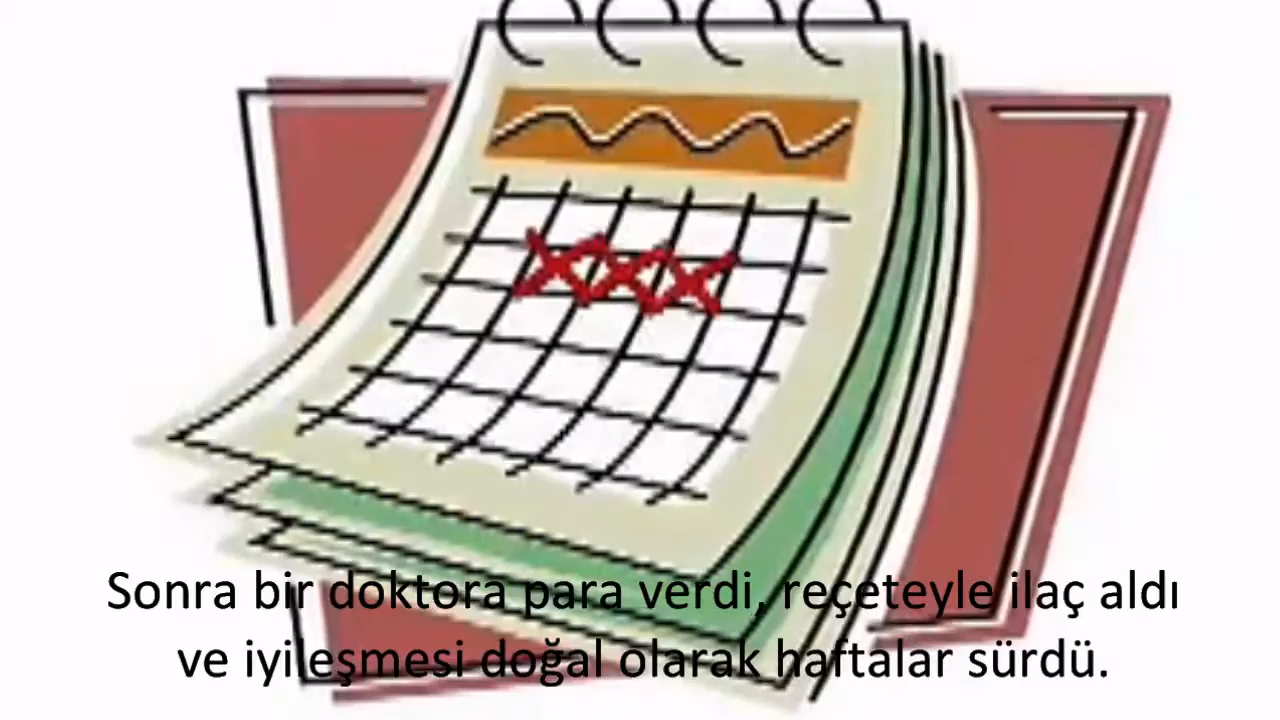 Sonra bir doktora para verdi, reçeteyle ilaç aldı
ve iyileşmesi doğal olarak haftalar sürdü.